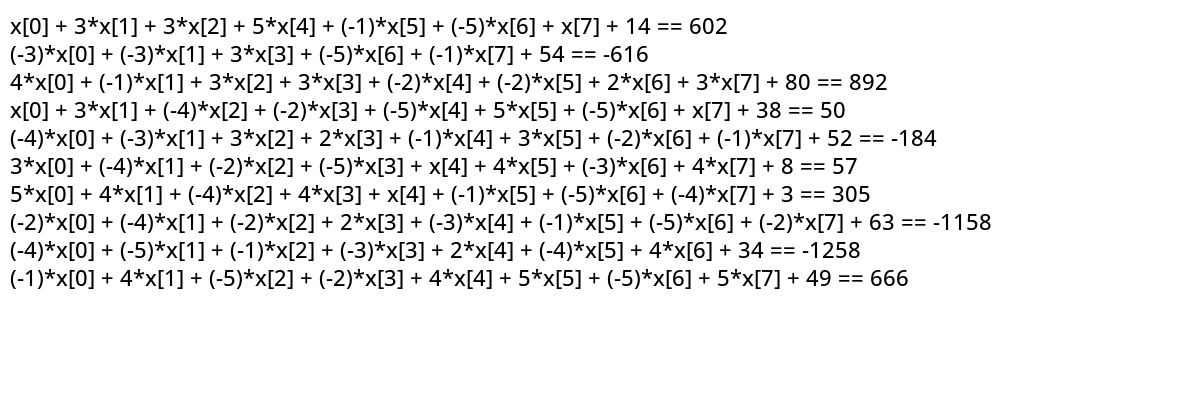 x[0] + 3*x[1] + 3*x[2] + 5*x[4] + (-1)*x[5] + (-5)*x[6] + x[7] + 14 == 602
(-3)*x[0] + (-3)*x[1] + 3*x[3] + (-5)*x[6] + (-1)*x[7] + 54 == -616
4*x[0] + (-1)*x[1] + 3*x[2] + 3*x[3] + (-2)*x[4] + (-2)*x[5] + 2*x[6] + 3*x[7] + 80 == 892
x[0] + 3*x[1] + (-4)*x[2] + (-2)*x[3] + (-5)*x[4] + 5*x[5] + (-5)*x[6] + x[7] + 38 == 50
(-4)*x[0] + (-3)*x[1] + 3*x[2] + 2*x[3] + (-1)*x[4] + 3*x[5] + (-2)*x[6] + (-1)*x[7] + 52 == -184
3*x[0] + (-4)*x[1] + (-2)*x[2] + (-5)*x[3] + x[4] + 4*x[5] + (-3)*x[6] + 4*x[7] + 8 == 57
5*x[0] + 4*x[1] + (-4)*x[2] + 4*x[3] + x[4] + (-1)*x[5] + (-5)*x[6] + (-4)*x[7] + 3 == 305
(-2)*x[0] + (-4)*x[1] + (-2)*x[2] + 2*x[3] + (-3)*x[4] + (-1)*x[5] + (-5)*x[6] + (-2)*x[7] + 63 == -1158
(-4)*x[0] + (-5)*x[1] + (-1)*x[2] + (-3)*x[3] + 2*x[4] + (-4)*x[5] + 4*x[6] + 34 == -1258
(-1)*x[0] + 4*x[1] + (-5)*x[2] + (-2)*x[3] + 4*x[4] + 5*x[5] + (-5)*x[6] + 5*x[7] + 49 == 666